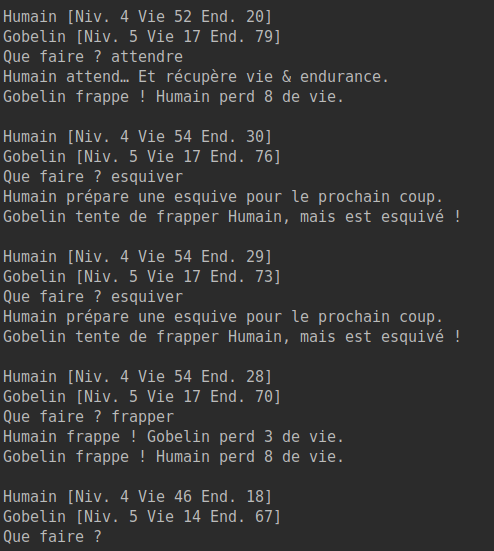 Humain [Niv. 4 Vie 52 End. 20]
Gobelin [Niv. 5 Vie 17 End. 79]
Que faire ? attendre
Humain attend… Et récupère vie & endurance.
Gobelin frappe ! Humain perd 8 de vie.

Humain [Niv. 4 Vie 54 End. 30]
Gobelin [Niv. 5 Vie 17 End. 76]
Que faire ? esquiver
Humain prépare une esquive pour le prochain coup.
Gobelin tente de frapper Humain, mais est esquivé !

Humain [Niv. 4 Vie 54 End. 29]
Gobelin [Niv. 5 Vie 17 End. 73]
Que faire ? esquiver
Humain prépare une esquive pour le prochain coup.
Gobelin tente de frapper Humain, mais est esquivé !

Humain [Niv. 4 Vie 54 End. 28]
Gobelin [Niv. 5 Vie 17 End. 70]
Que faire ? frapper
Humain frappe ! Gobelin perd 3 de vie.
Gobelin frappe ! Humain perd 8 de vie.

Humain [Niv. 4 Vie 46 End. 18]
Gobelin [Niv. 5 Vie 14 End. 67]
Que faire ?